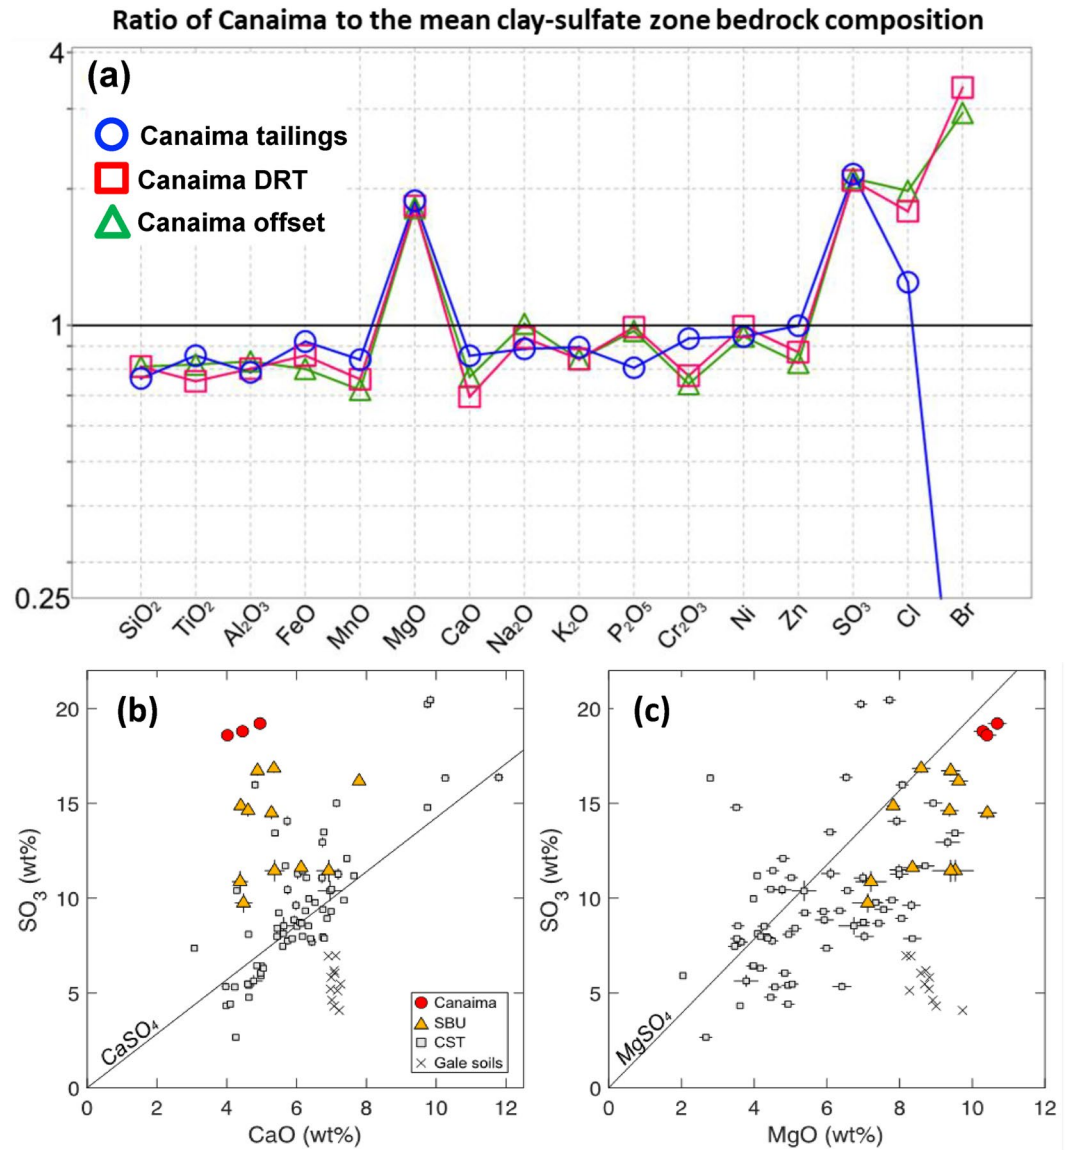 Ratio of Canaima to the mean clay-sulfate zone bedrock composition
4
(a)
Canaima tailings
Canaima DRT
Canaima offset
1
0.25
SiO₂ TiO₂ Al₂O₃ FeO MnO MgO CaO Na₂O K₂O P₂O₅ Cr₂O₃ Ni Zn SO₃ Cl Br
(b)
20
15
10
5
0
SO₃ (wt%)
CaSO₄
Canaima
SBU
CST
Gale soils
0 2 4 6 8 10 12
CaO (wt%)
(c)
20
15
10
5
0
SO₃ (wt%)
MgSO₄
0 2 4 6 8 10 12
MgO (wt%)